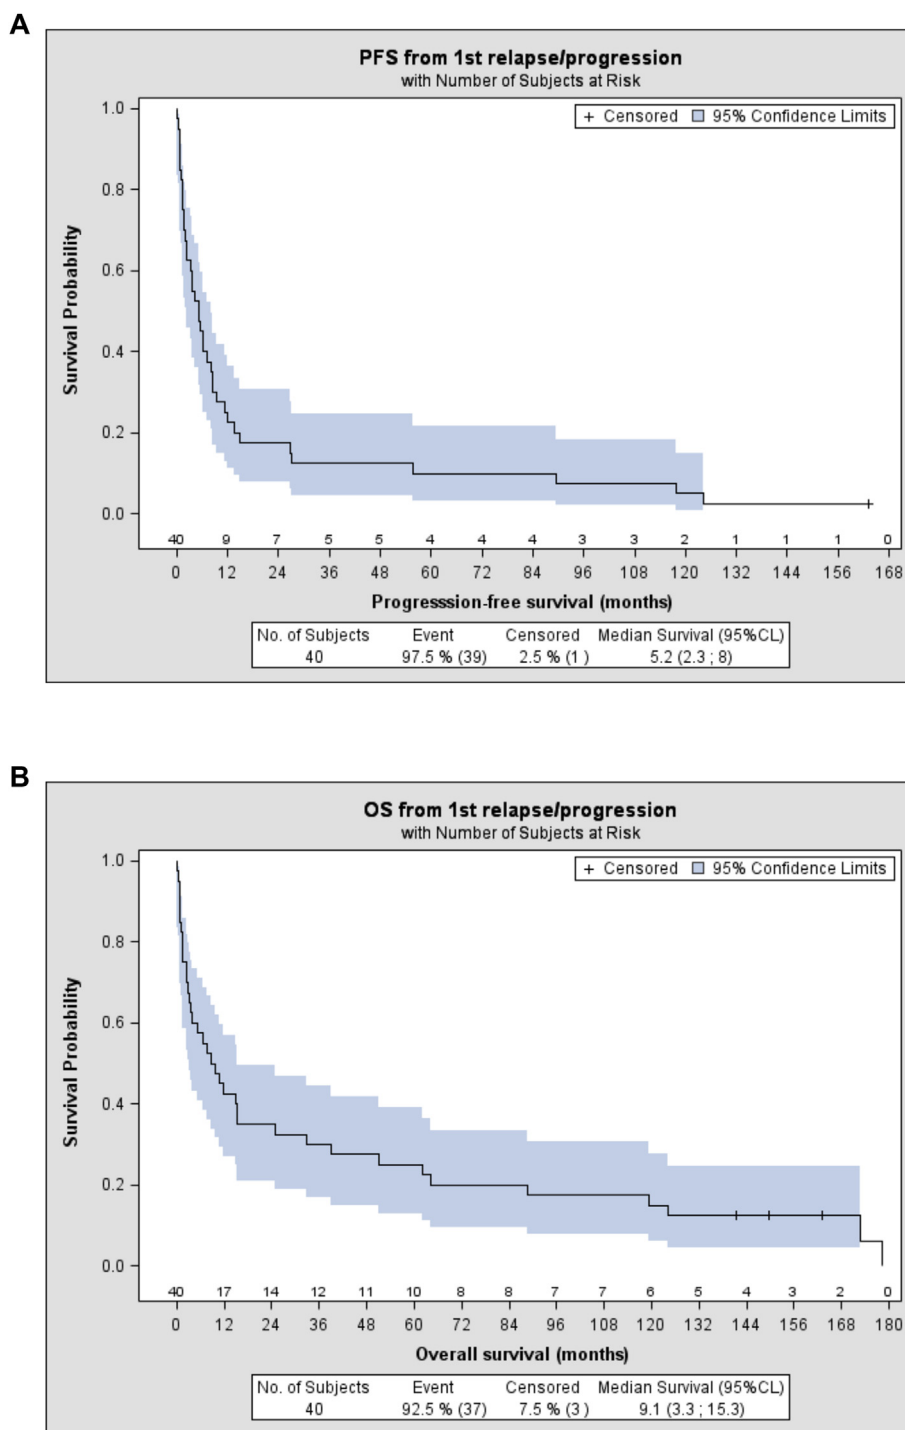 A
PFS from 1st relapse/progression
with Number of Subjects at Risk
+ Censored 95% Confidence Limits
1.0
0.8
0.6
0.4
0.2
0.0
Survival Probability
40 9 7 5 5 4 4 4 3 3 2 1 1 1 0
0 12 24 36 48 60 72 84 96 108 120 132 144 156 168
Progresssion-free survival (months)
No. of Subjects Event Censored Median Survival (95%CL)
40 97.5 % (39) 2.5 % (1 ) 5.2 (2.3 ; 8)
B
OS from 1st relapse/progression
with Number of Subjects at Risk
+ Censored 95% Confidence Limits
1.0
0.8
0.6
0.4
0.2
0.0
Survival Probability
40 17 14 12 11 10 8 8 7 7 6 5 4 3 2 0
0 12 24 36 48 60 72 84 96 108 120 132 144 156 168 180
Overall survival (months)
No. of Subjects Event Censored Median Survival (95%CL)
40 92.5 % (37) 7.5 % (3 ) 9.1 (3.3 ; 15.3)